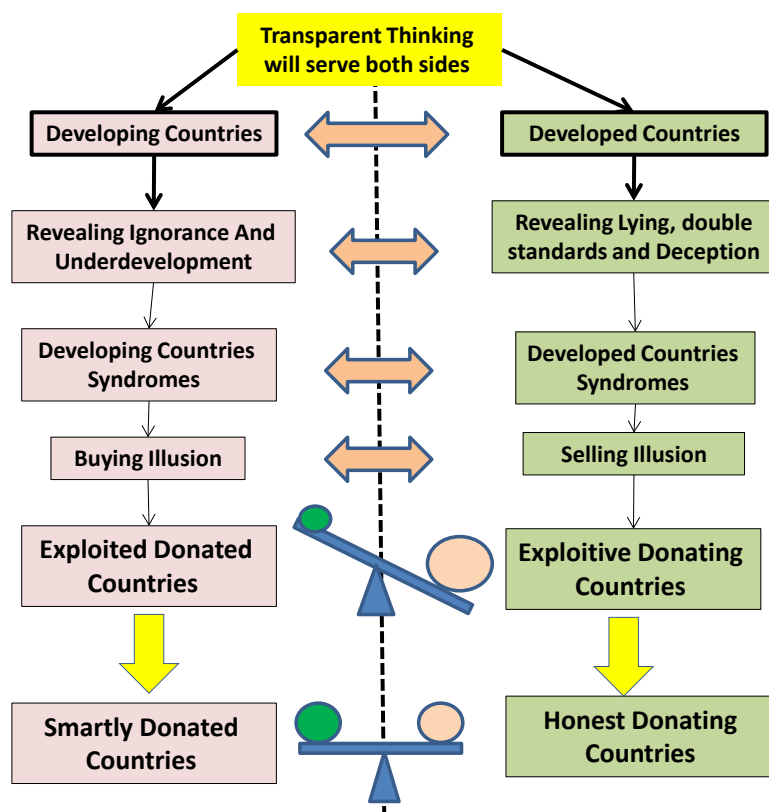 Transparent Thinking
will serve both sides
Developing Countries
Developed Countries
Revealing Ignorance And
Underdevelopment
Revealing Lying, double
standards and Deception
Developing Countries
Syndromes
Developed Countries
Syndromes
Buying Illusion
Selling Illusion
Exploited Donated
Countries
Exploitive Donating
Countries
Smartly Donated
Countries
Honest Donating
Countries